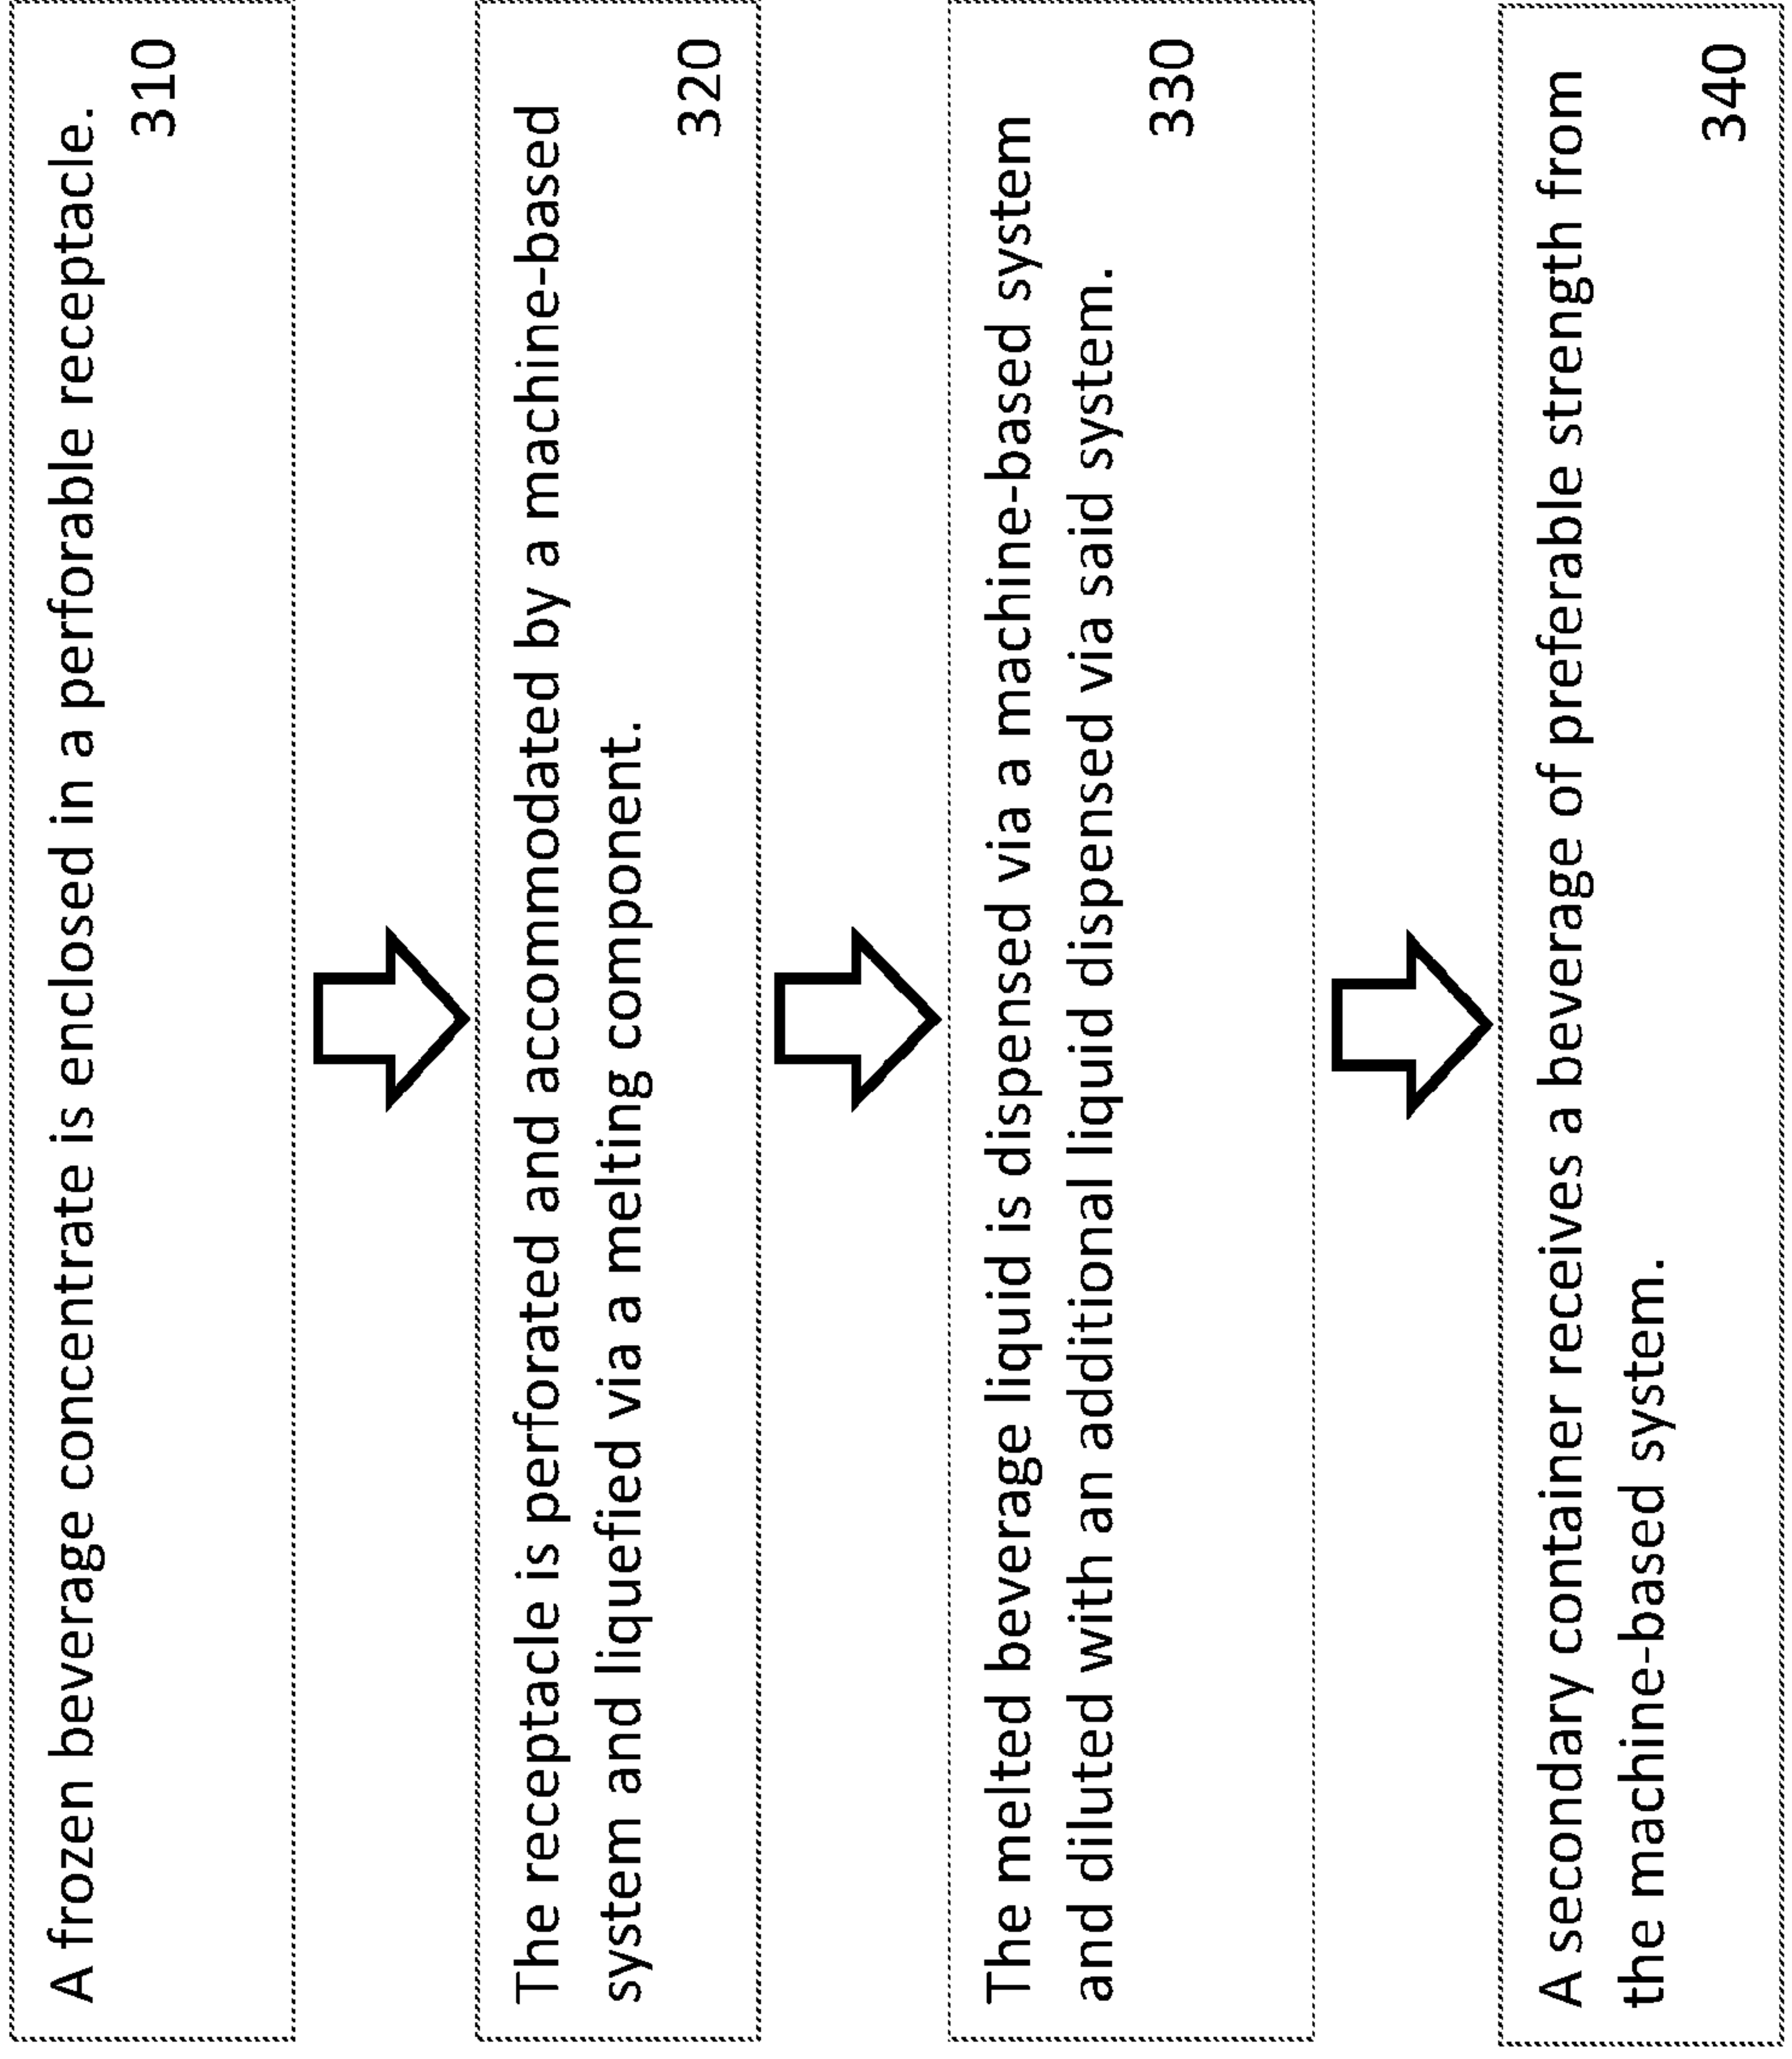 A frozen beverage concentrate is enclosed in a perforable receptacle.
310
The receptacle is perforated and accommodated by a machine-based
system and liquefied via a melting component.
320
The melted beverage liquid is dispensed via a machine-based system
and diluted with an additional liquid dispensed via said system.
330
A secondary container receives a beverage of preferable strength from
the machine-based system.
340